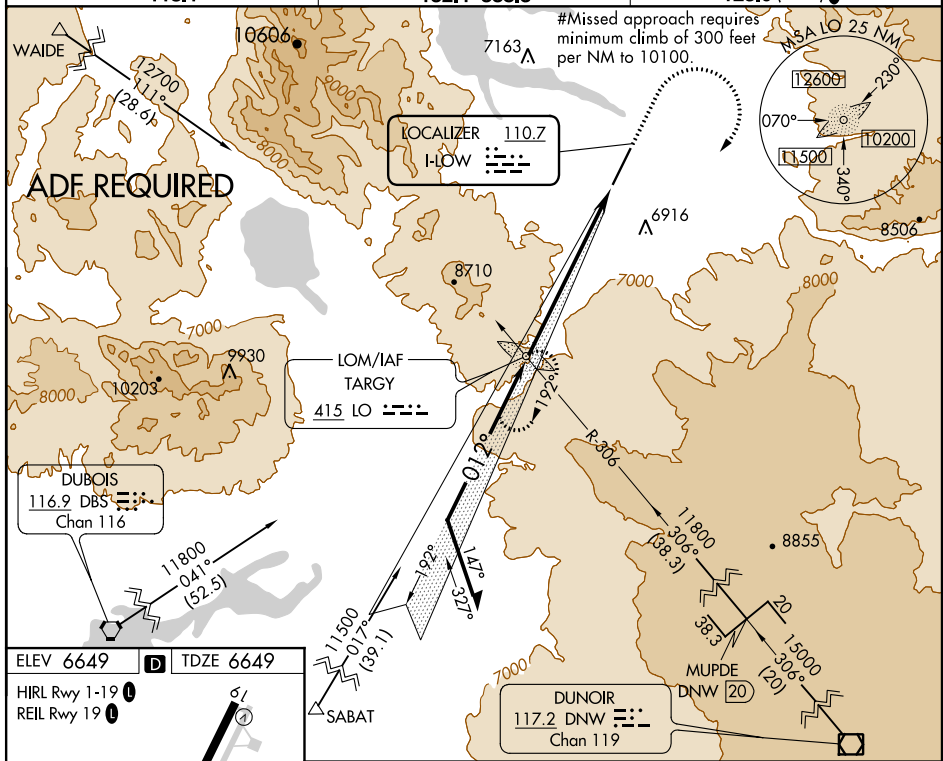 #Missed approach requires
minimum climb of 300 feet
per NM to 10100.
WAIDE
12700
111°
(28.6)
10606
8000
7163
MSA LO 25 NM
12600
230°
070°
10200
11500
340°
8506
ADF REQUIRED
LOCALIZER 110.7
I-LOW
6916
8710
7000
8000
7000
9930
10203
8000
LOM/IAF
TARGY
415 LO
192°
012°
R-306
11800
306°
(38.3)
8855
DUBOIS
116.9 DBS
Chan 116
11800
041°
(52.5)
192°
147°
327°
11500
017°
(39.1)
SABAT
20
38.3
MUPDE
DNW 20
15000
306°
(20)
7000
DUNOIR
117.2 DNW
Chan 119
ELEV 6649 D TDZE 6649
HIRL Rwy 1-19 L
REIL Rwy 19 L
19